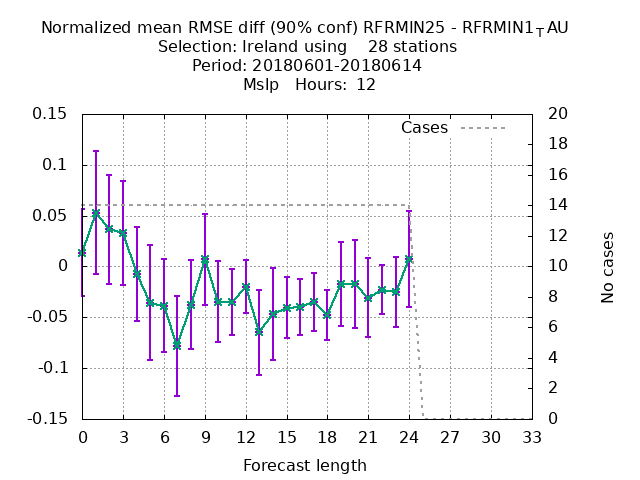 Normalized mean RMSE diff (90% conf) RFRMIN25 - RFRMIN1_TAU
Selection: Ireland using 28 stations
Period: 20180601-20180614
Mslp Hours: 12
0.15
0.1
0.05
0
-0.05
-0.1
-0.15
Cases
20
18
16
14
12
10
8
6
4
2
0
No cases
0 3 6 9 12 15 18 21 24 27 30 33
Forecast length